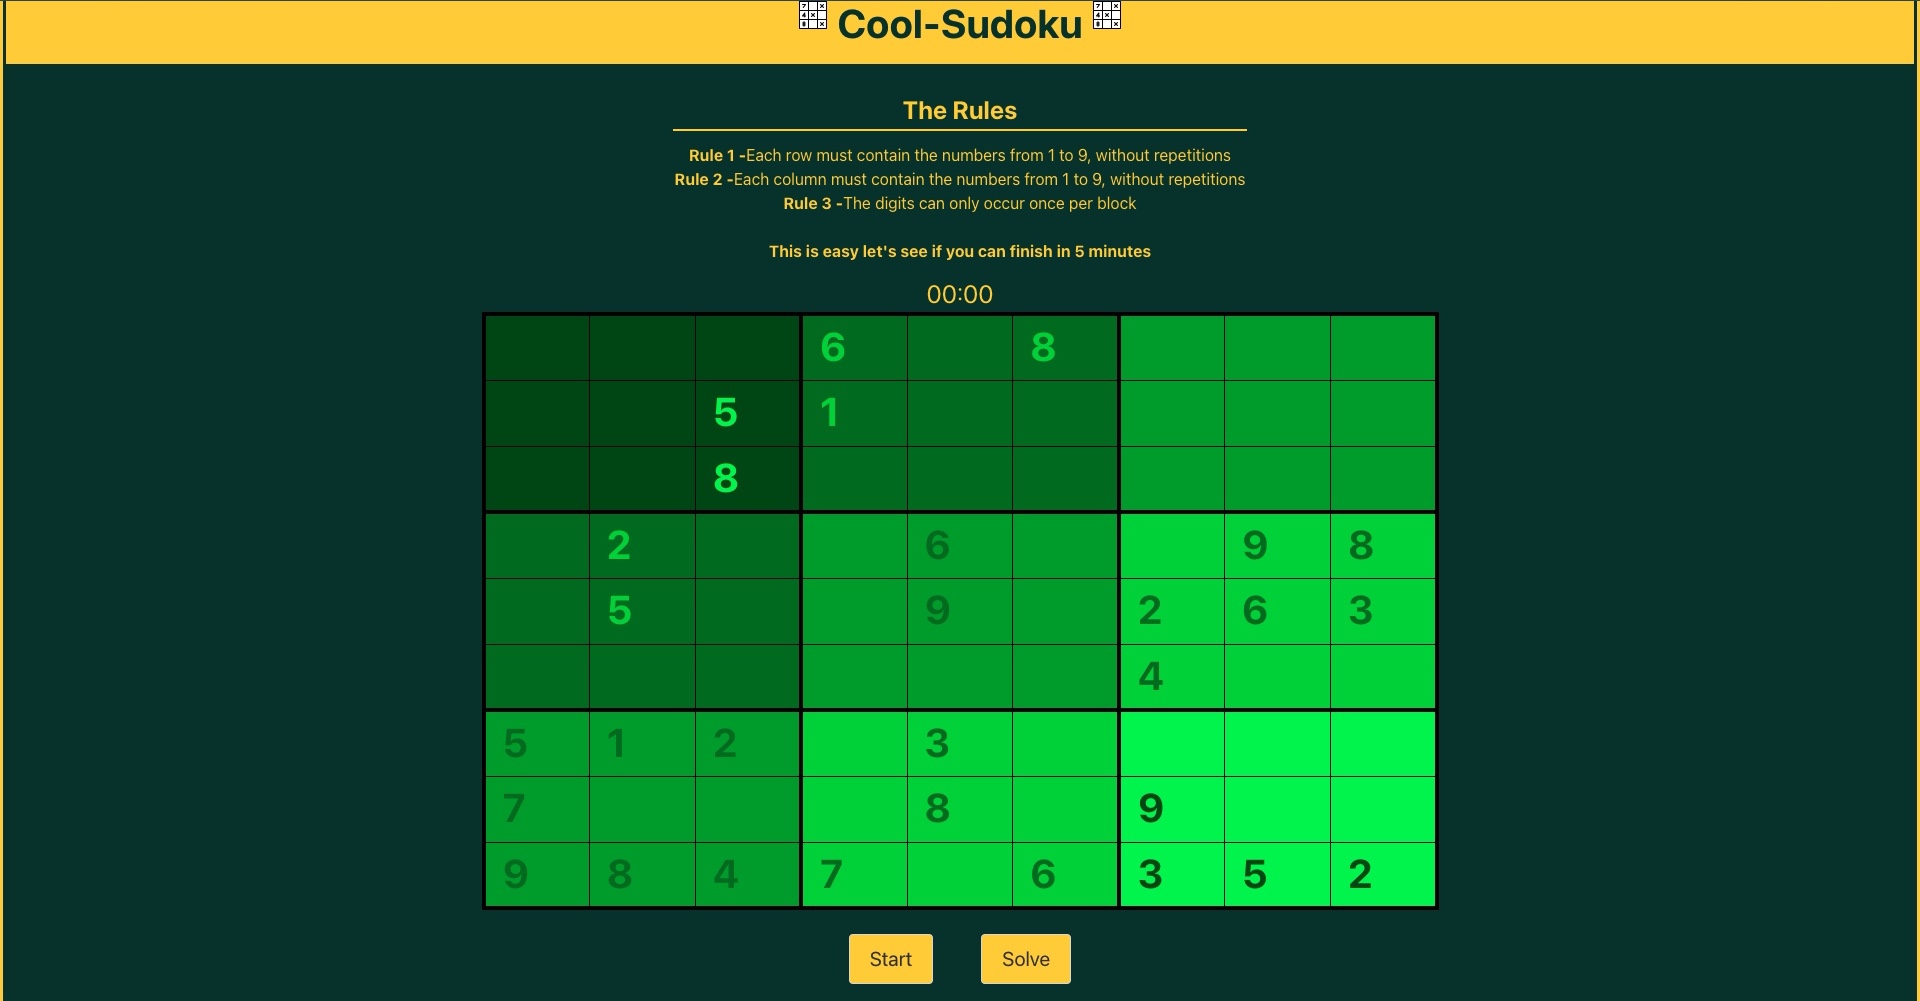 Cool-Sudoku
The Rules
Rule 1 -Each row must contain the numbers from 1 to 9, without repetitions
Rule 2 -Each column must contain the numbers from 1 to 9, without repetitions
Rule 3 -The digits can only occur once per block
This is easy let's see if you can finish in 5 minutes
00:00
6 8
5 1
8
2 6 9 8
5 9 2 6 3
4
5 1 2 3
7 8 9
9 8 4 7 6 3 5 2
Start Solve